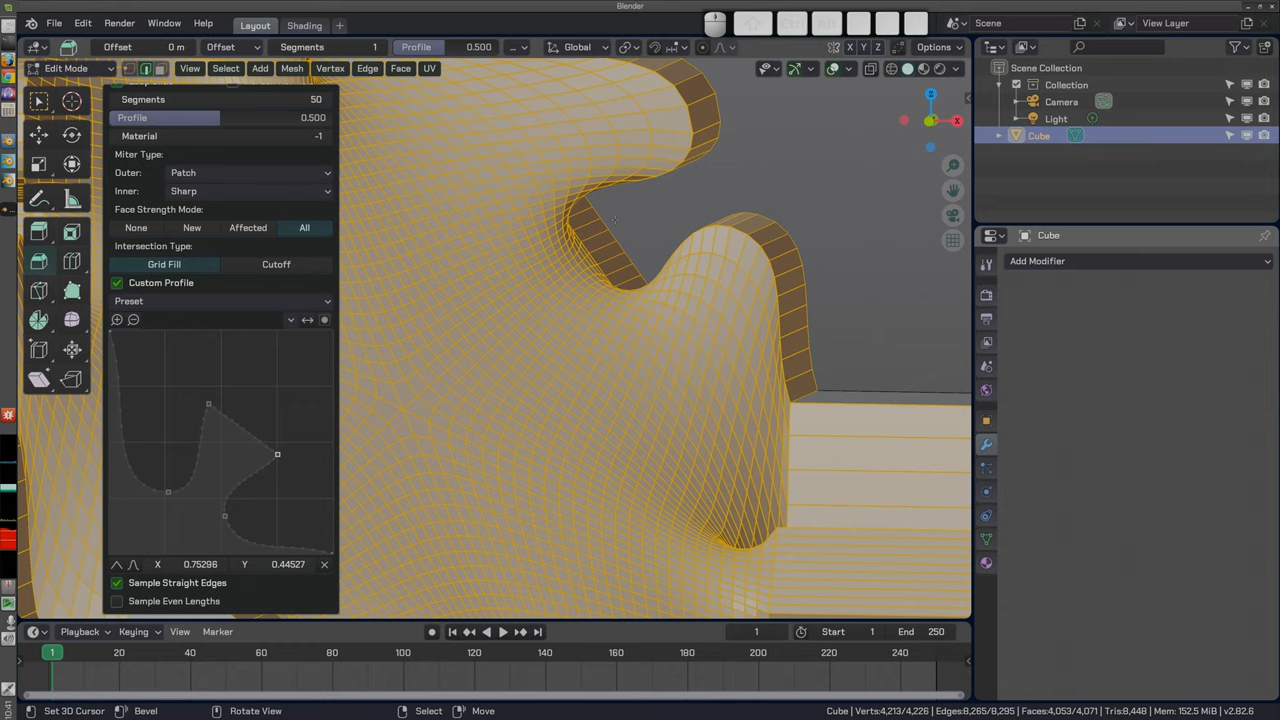 Blender
File Edit Render Window Help Layout Shading + Ctrl Alt Scene View Layer
Offset 0 m Offset Segments 1 Profile 0.500 Global X Y Z Options
Edit Mode View Select Add Mesh Vertex Edge Face UV
Scene Collection
Collection
Camera
Light
Cube
Segments 50
Profile 0.500
Material -1
Miter Type:
Outer: Patch
Inner: Sharp
Face Strength Mode:
None New Affected All
Intersection Type:
Grid Fill Cutoff
Custom Profile
Preset
X 0.75296 Y 0.44527
Sample Straight Edges
Sample Even Lengths
Z
X
Cube
Add Modifier
Playback Keying View Marker 1 Start 1 End 250
1 20 40 60 80 100 120 140 160 180 200 220 240
10:41
Set 3D Cursor Bevel Rotate View Select Move Cube | Verts:4,213/4,226 | Edges:8,265/8,295 | Faces:4,053/4,071 | Tris:8,448 | Mem: 152.5 MiB | v2.82.6